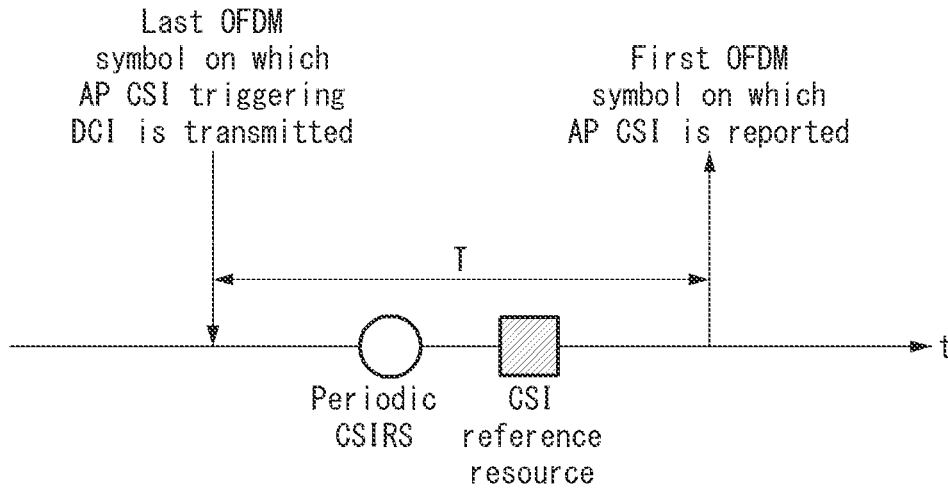 Last OFDM
symbol on which
AP CSI triggering
DCI is transmitted
First OFDM
symbol on which
AP CSI is reported
T
t
Periodic
CSIRS
CSI
reference
resource